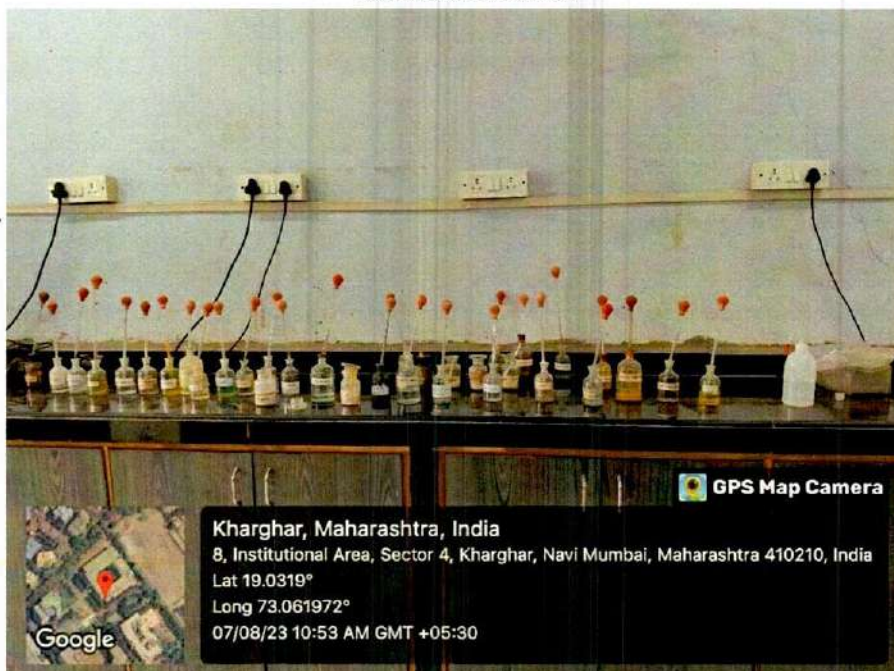 GPS Map Camera
Kharghar, Maharashtra, India
8, Institutional Area, Sector 4, Kharghar, Navi Mumbai, Maharashtra 410210, India
Lat 19.0319°
Long 73.061972°
07/08/23 10:53 AM GMT +05:30
Google